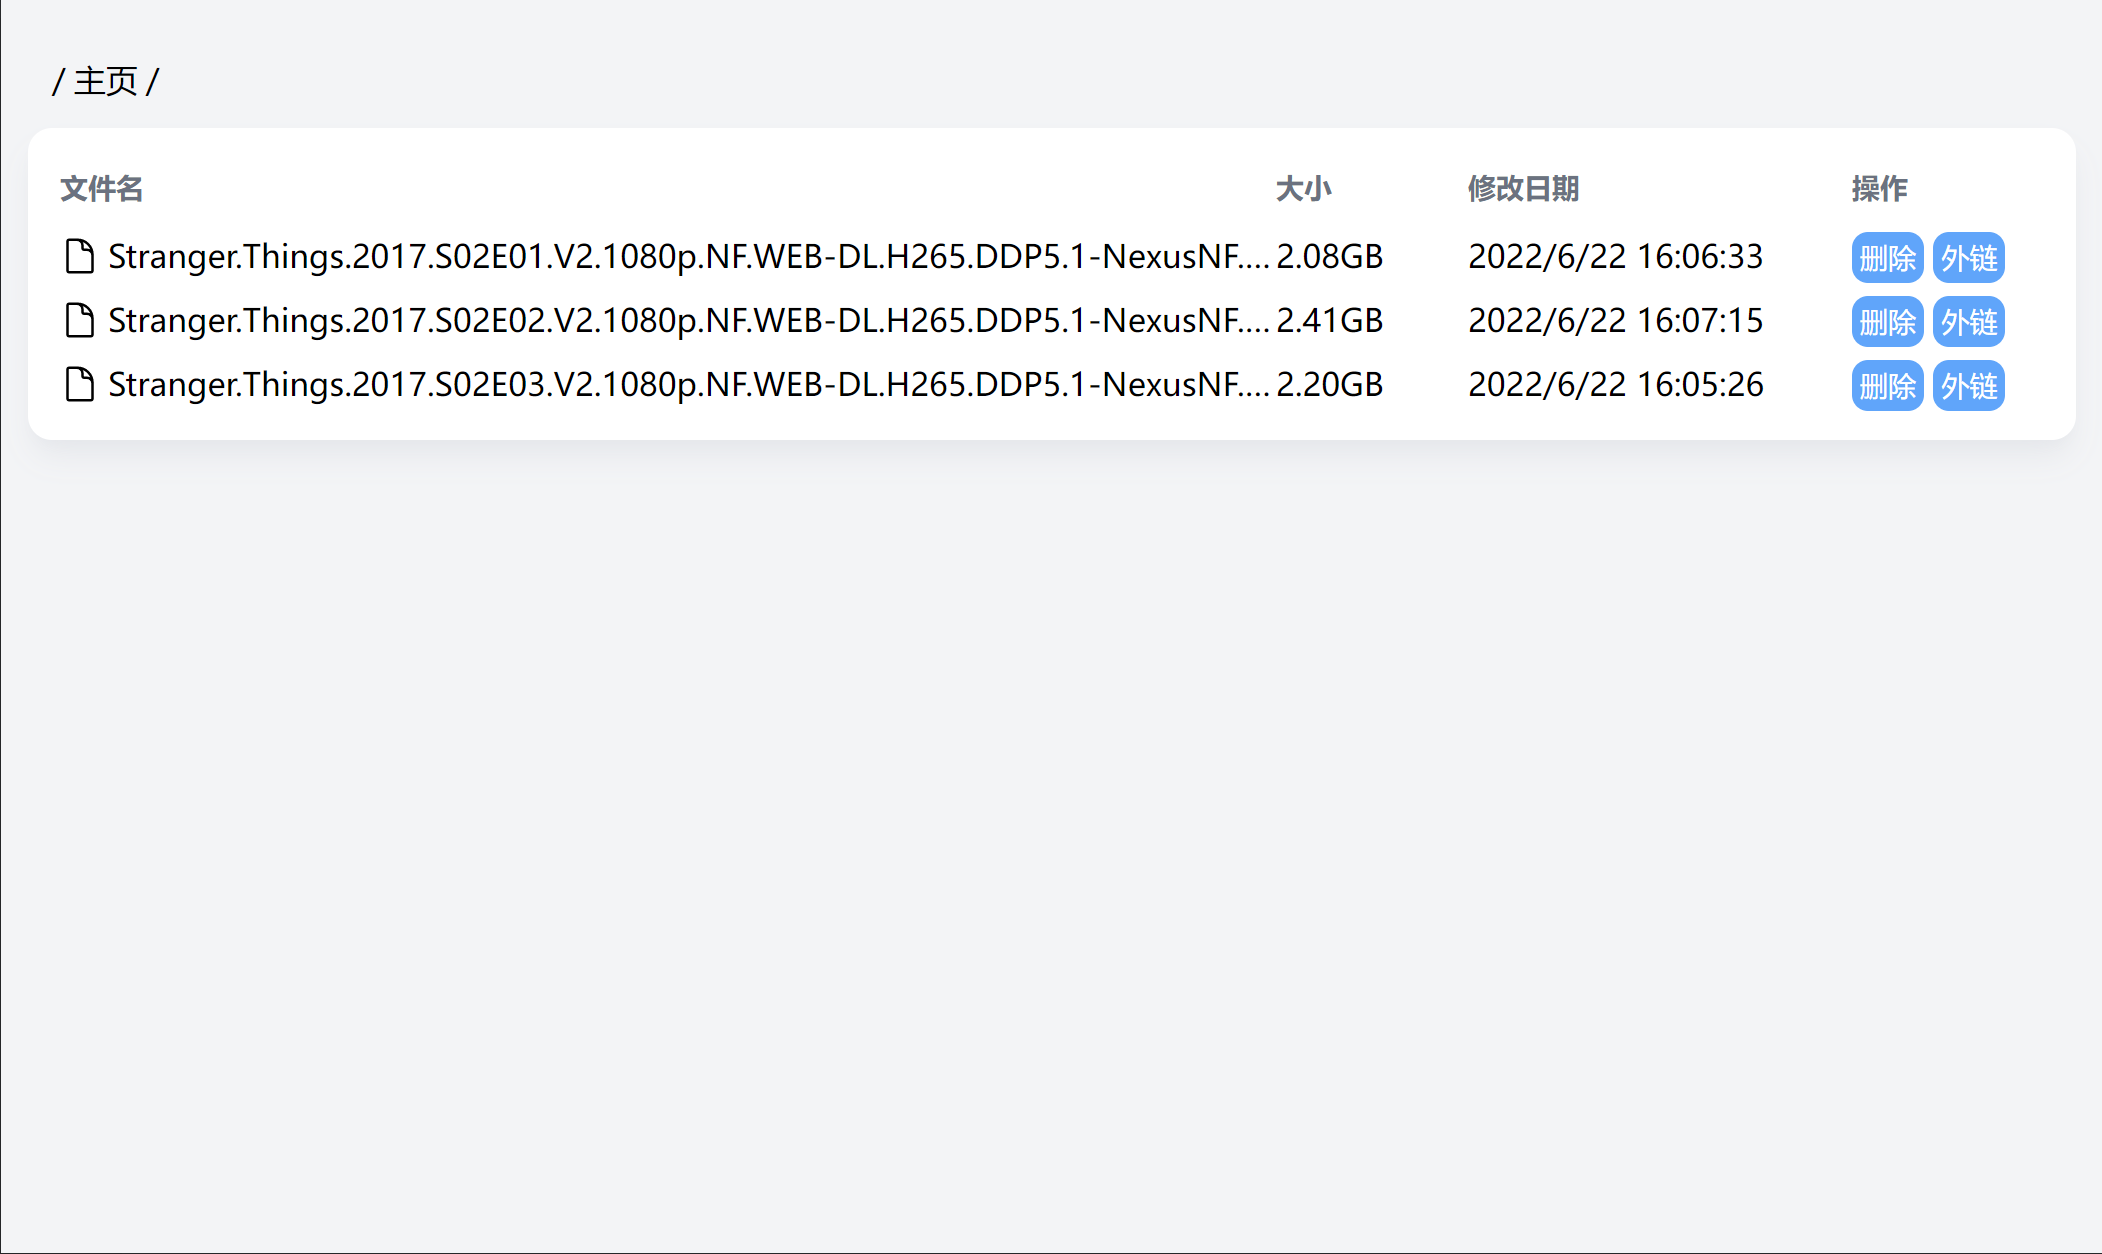 / 主页 /
文件名 大小 修改日期 操作
Stranger.Things.2017.S02E01.V2.1080p.NF.WEB-DL.H265.DDP5.1-NexusNF.... 2.08GB 2022/6/22 16:06:33 删除 外链
Stranger.Things.2017.S02E02.V2.1080p.NF.WEB-DL.H265.DDP5.1-NexusNF.... 2.41GB 2022/6/22 16:07:15 删除 外链
Stranger.Things.2017.S02E03.V2.1080p.NF.WEB-DL.H265.DDP5.1-NexusNF.... 2.20GB 2022/6/22 16:05:26 删除 外链